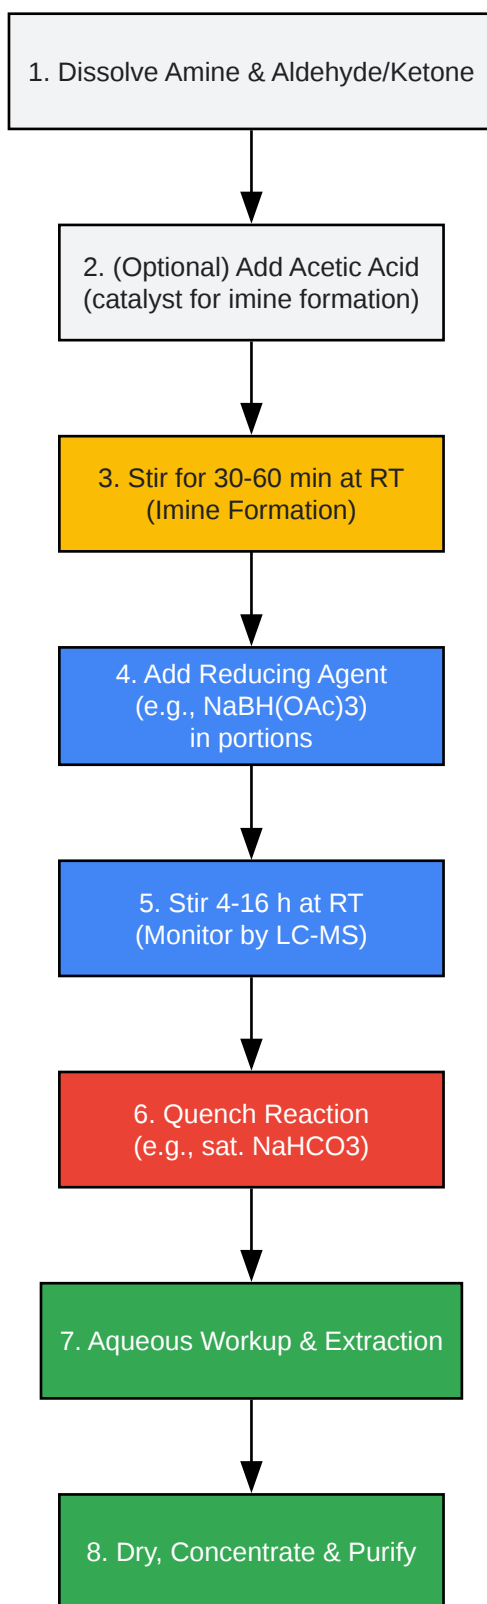 1. Dissolve Amine & Aldehyde/Ketone
2. (Optional) Add Acetic Acid
(catalyst for imine formation)
3. Stir for 30-60 min at RT
(Imine Formation)
4. Add Reducing Agent
(e.g., NaBH(OAc)3)
in portions
5. Stir 4-16 h at RT
(Monitor by LC-MS)
6. Quench Reaction
(e.g., sat. NaHCO3)
7. Aqueous Workup & Extraction
8. Dry, Concentrate & Purify